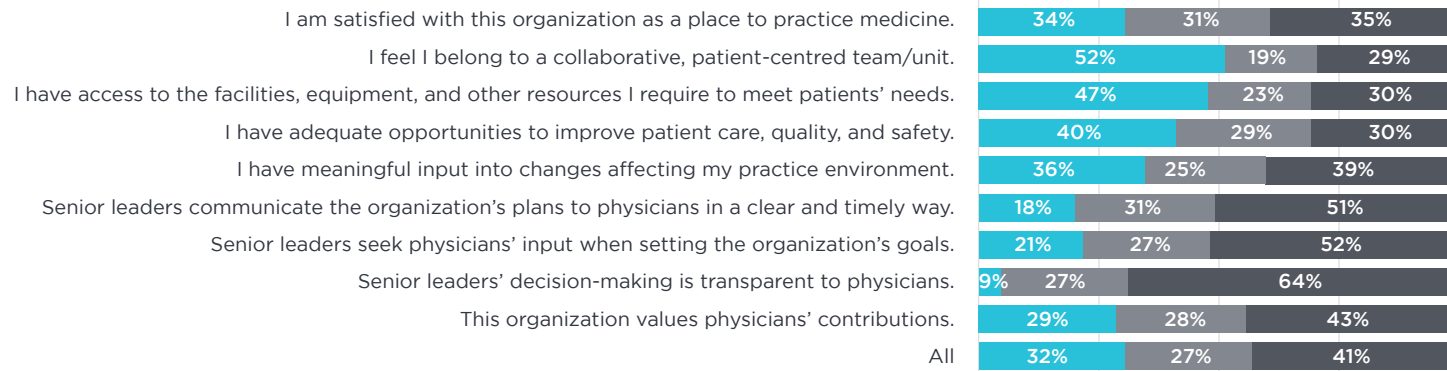 I am satisfied with this organization as a place to practice medicine. 34% 31% 35%
I feel I belong to a collaborative, patient-centred team/unit. 52% 19% 29%
I have access to the facilities, equipment, and other resources I require to meet patients’ needs. 47% 23% 30%
I have adequate opportunities to improve patient care, quality, and safety. 40% 29% 30%
I have meaningful input into changes affecting my practice environment. 36% 25% 39%
Senior leaders communicate the organization’s plans to physicians in a clear and timely way. 18% 31% 51%
Senior leaders seek physicians’ input when setting the organization’s goals. 21% 27% 52%
Senior leaders’ decision-making is transparent to physicians. 9% 27% 64%
This organization values physicians’ contributions. 29% 28% 43%
All 32% 27% 41%